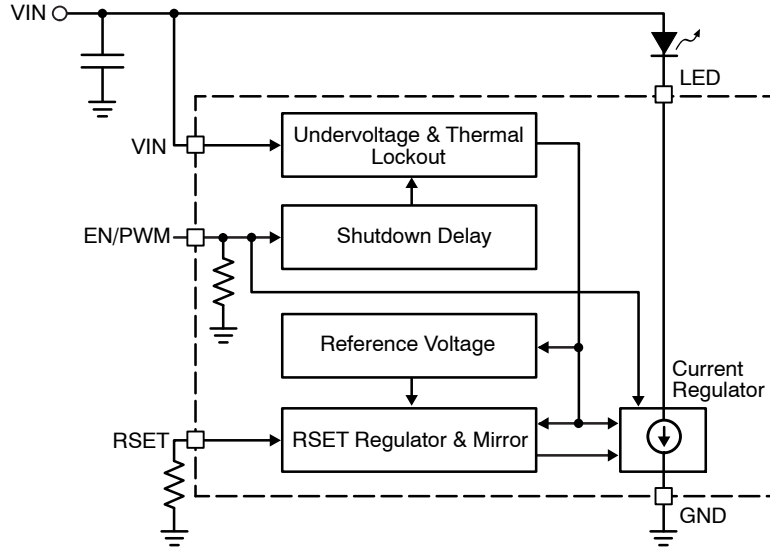 VIN
LED
VIN
Undervoltage & Thermal
Lockout
EN/PWM
Shutdown Delay
Reference Voltage
Current
Regulator
RSET
RSET Regulator & Mirror
GND